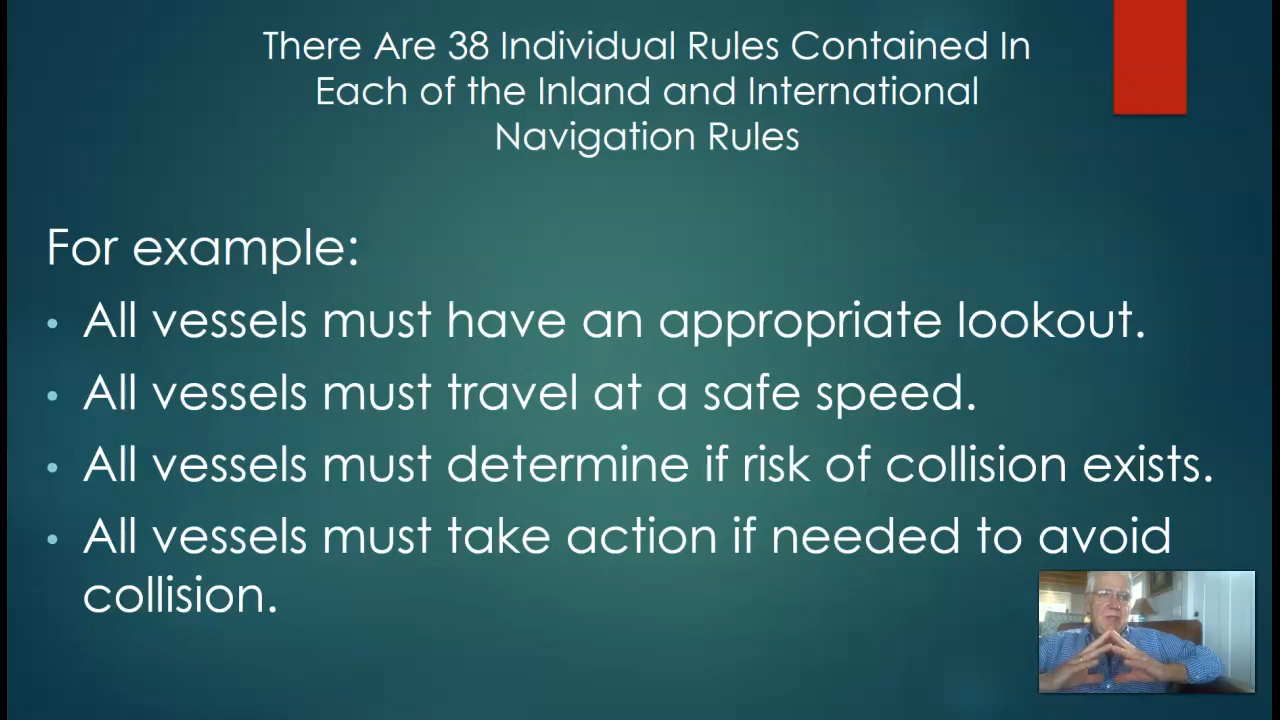 There Are 38 Individual Rules Contained In
Each of the Inland and International
Navigation Rules
For example:
• All vessels must have an appropriate lookout.
• All vessels must travel at a safe speed.
• All vessels must determine if risk of collision exists.
• All vessels must take action if needed to avoid
collision.